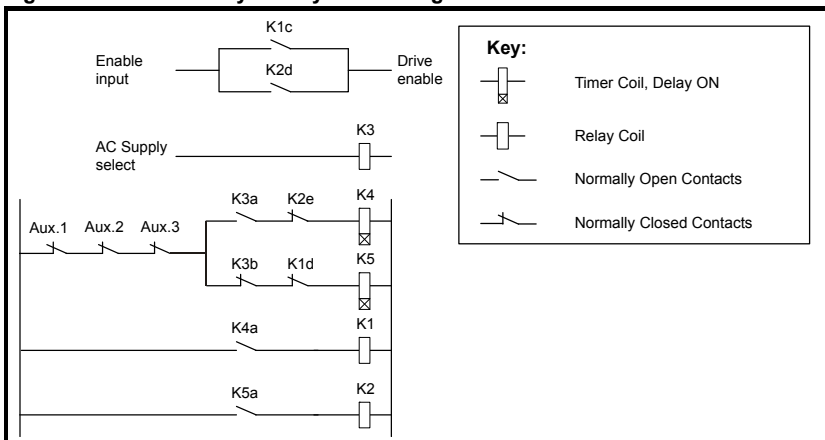 K1c
Enable
input
K2d
Drive
enable
AC Supply
select
K3
Aux.1
Aux.2
Aux.3
K3a
K2e
K4
K3b
K1d
K5
K4a
K1
K5a
K2
Key:
Timer Coil, Delay ON
Relay Coil
Normally Open Contacts
Normally Closed Contacts